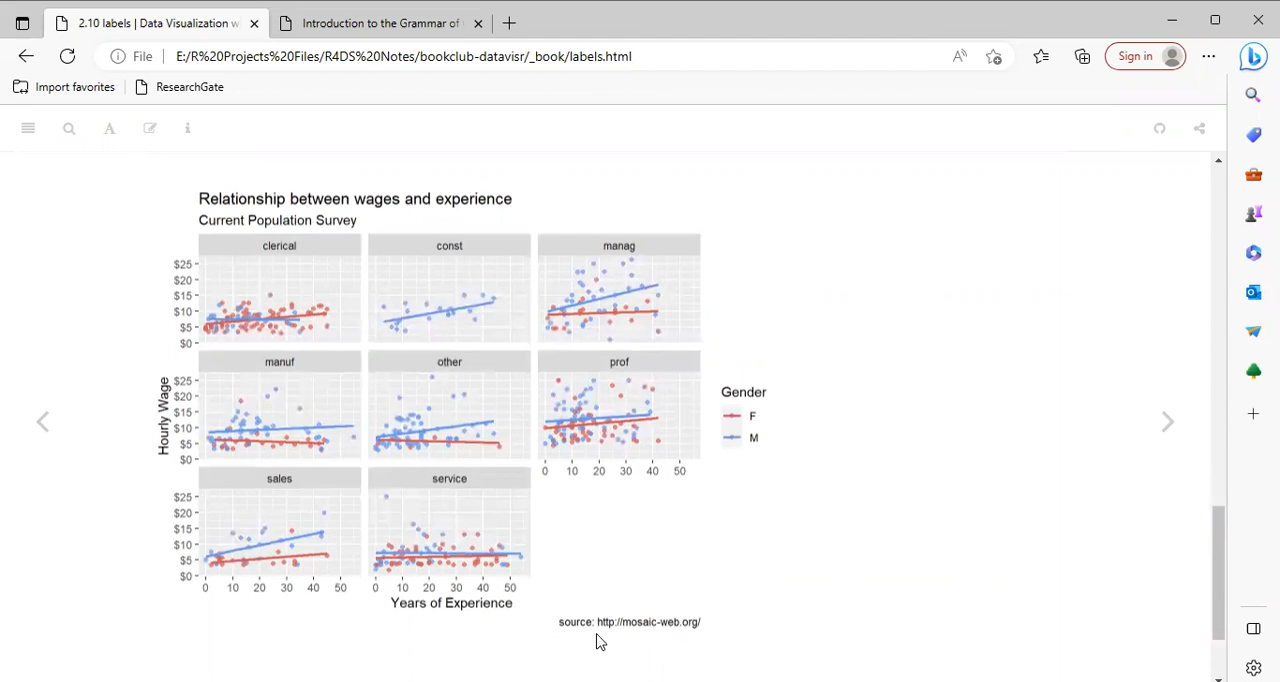 2.10 labels | Data Visualization w
Introduction to the Grammar of
File
E:/R%20Projects%20Files/R4DS%20Notes/bookclub-datavisr/_book/labels.html
Sign in
Import favorites
ResearchGate
Relationship between wages and experience
Current Population Survey
clerical const manag
$25
$20
$15
$10
$5
$0
manuf other prof
$25
$20
$15
$10
$5
$0
0 10 20 30 40 50
sales service
$25
$20
$15
$10
$5
$0
0 10 20 30 40 50 0 10 20 30 40 50
Hourly Wage
Years of Experience
Gender
F
M
source: http://mosaic-web.org/